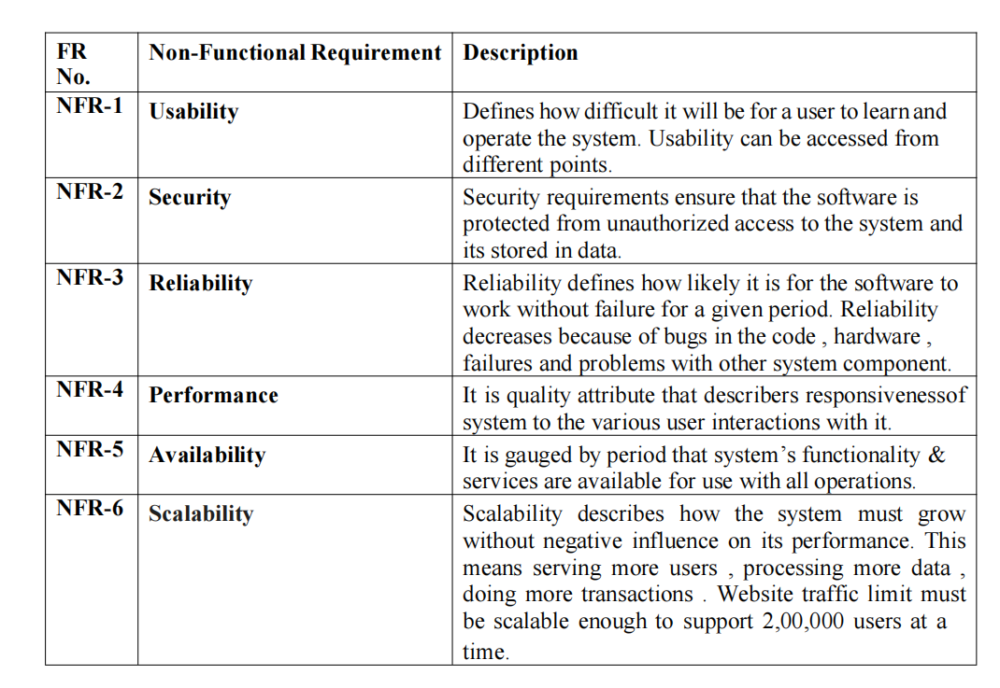 FR Non-Functional Requirement Description
No.
NFR-1 Usability Defines how difficult it will be for a user to learn and
operate the system. Usability can be accessed from
different points.
NFR-2 Security Security requirements ensure that the software is
protected from unauthorized access to the system and
its stored in data.
NFR-3 Reliability Reliability defines how likely it is for the software to
work without failure for a given period. Reliability
decreases because of bugs in the code , hardware ,
failures and problems with other system component.
NFR-4 Performance It is quality attribute that describers responsivenessof
system to the various user interactions with it.
NFR-5 Availability It is gauged by period that system’s functionality &
services are available for use with all operations.
NFR-6 Scalability Scalability describes how the system must grow
without negative influence on its performance. This
means serving more users , processing more data ,
doing more transactions . Website traffic limit must
be scalable enough to support 2,00,000 users at a
time.